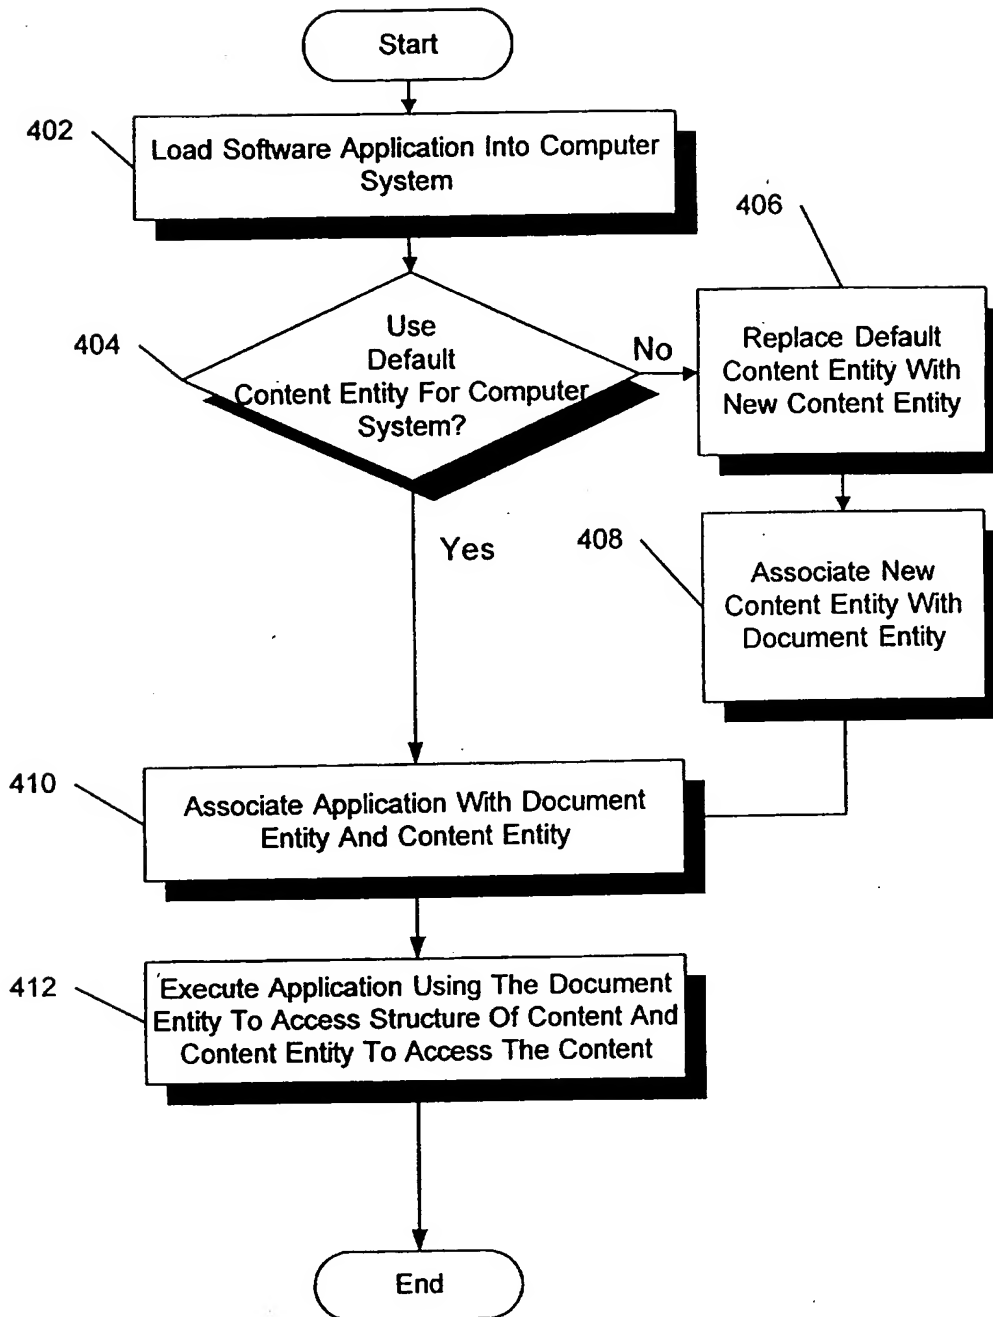 Start
402
Load Software Application Into Computer
System
406
404
Use
Default
Content Entity For Computer
System?
No
Replace Default
Content Entity With
New Content Entity
Yes
408
Associate New
Content Entity With
Document Entity
410
Associate Application With Document
Entity And Content Entity
412
Execute Application Using The Document
Entity To Access Structure Of Content And
Content Entity To Access The Content
End